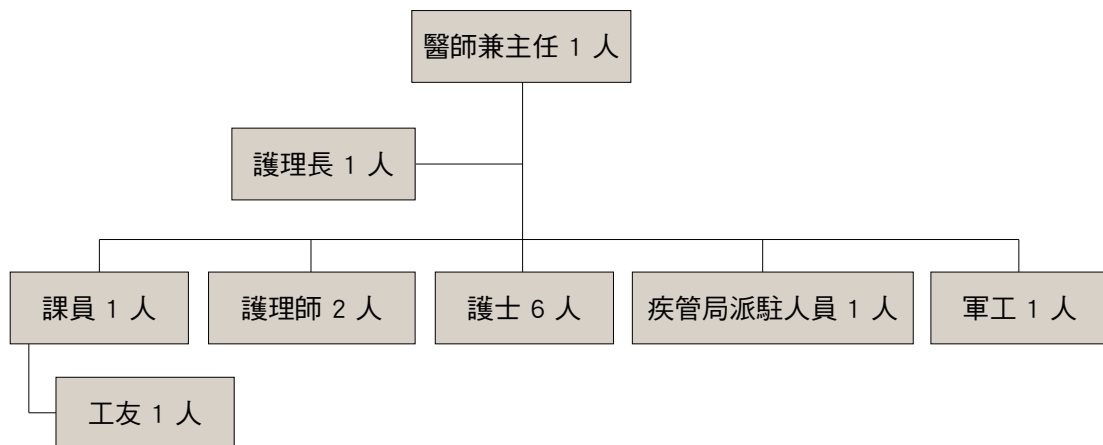 醫師兼主任 1 人
護理長 1 人
課員 1 人
護理師 2 人
護士 6 人
疾管局派駐人員 1 人
軍工 1 人
工友 1 人